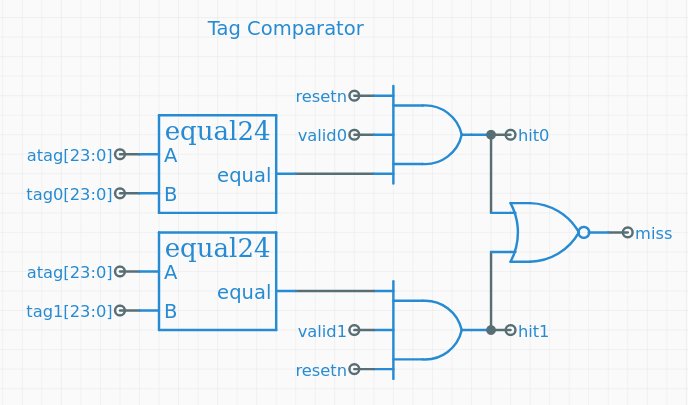 Tag Comparator
resetn
valid0
equal24
atag[23:0]
A
tag0[23:0]
B
equal
hit0
miss
equal24
atag[23:0]
A
tag1[23:0]
B
equal
valid1
resetn
hit1